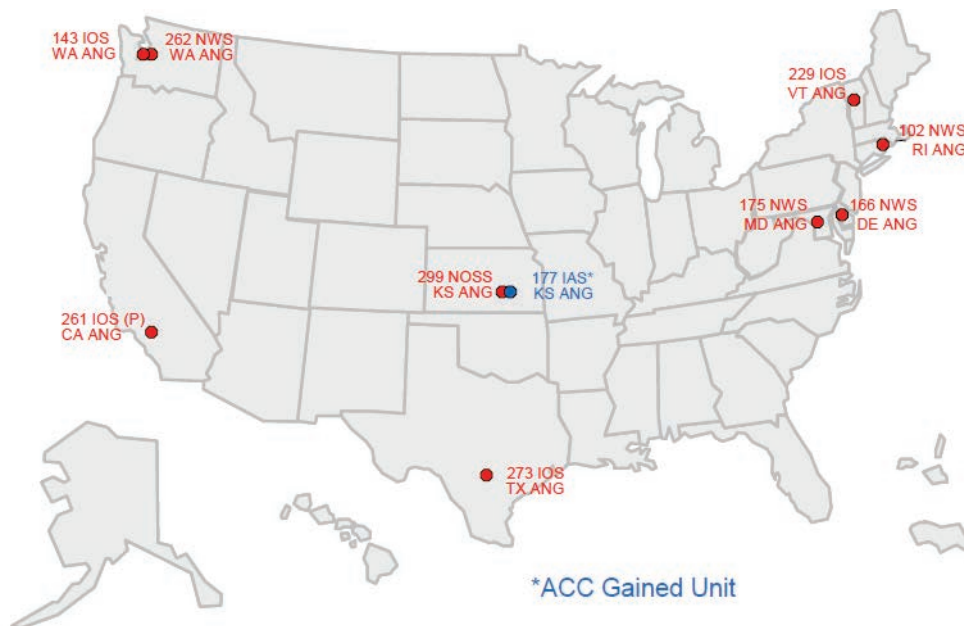 143 IOS
WA ANG
262 NWS
WA ANG
229 IOS
VT ANG
102 NWS
RI ANG
175 NWS
MD ANG
166 NWS
DE ANG
299 NOSS
KS ANG
177 IAS*
KS ANG
261 IOS (P)
CA ANG
273 IOS
TX ANG
*ACC Gained Unit